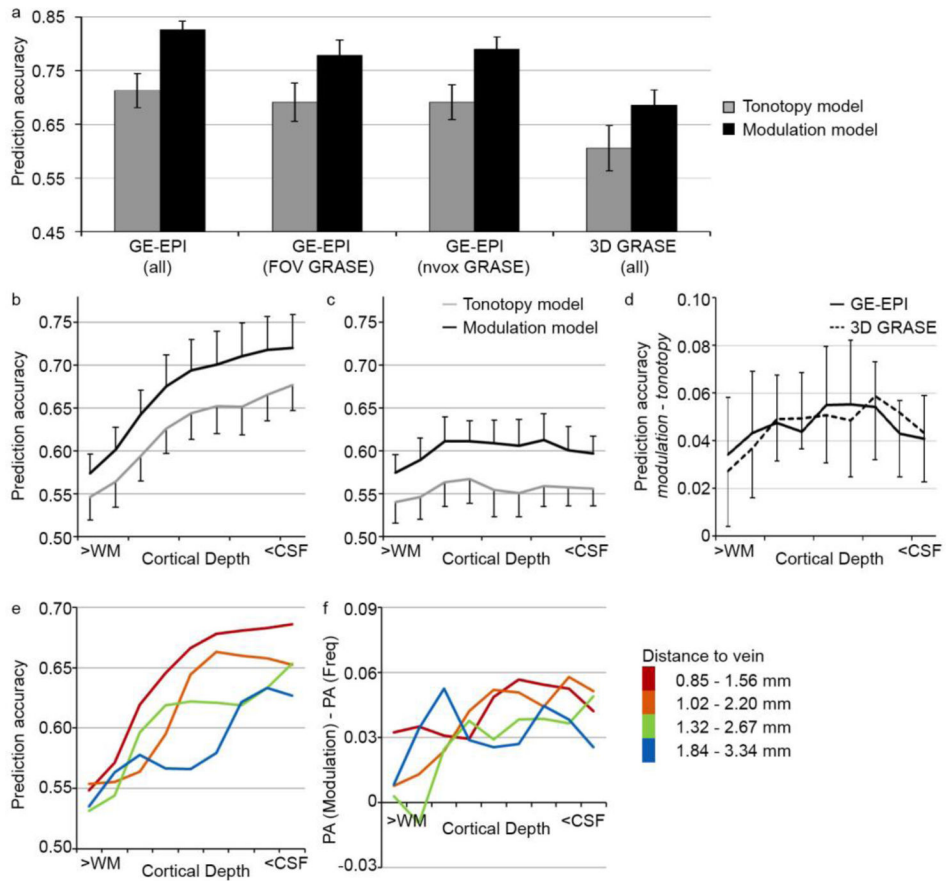 a
0.85
0.75
0.65
0.55
0.45
Prediction accuracy
GE-EPI
(all)
GE-EPI
(FOV GRASE)
GE-EPI
(nvox GRASE)
3D GRASE
(all)
Tonotopy model
Modulation model
b
0.75
0.70
0.65
0.60
0.55
0.50
Prediction accuracy
>WM
Cortical Depth
<CSF
c
Tonotopy model
Modulation model
0.75
0.70
0.65
0.60
0.55
0.50
Prediction accuracy
>WM
Cortical Depth
<CSF
d
GE-EPI
3D GRASE
0.10
0.08
0.06
0.04
0.02
0
Prediction accuracy
modulation - tonotopy
>WM
Cortical Depth
<CSF
e
0.70
0.65
0.60
0.55
0.50
Prediction accuracy
>WM
Cortical Depth
<CSF
f
0.09
0.06
0.03
0
-0.03
PA (Modulation) - PA (Freq)
>WM
Cortical Depth
<CSF
Distance to vein
0.85 - 1.56 mm
1.02 - 2.20 mm
1.32 - 2.67 mm
1.84 - 3.34 mm